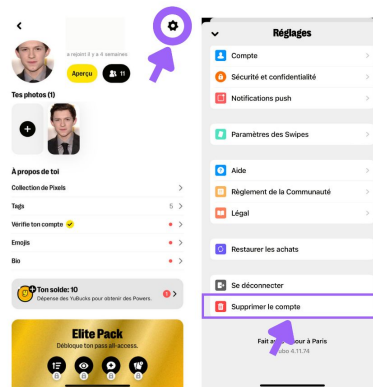 a rejoint il y a 4 semaines
Aperçu
11
Tes photos (1)
À propos de toi
Collection de Pixels
Tags 5
Vérifie ton compte
Emojis
Bio
Ton solde: 10
Dépense des YuBucks pour obtenir des Powers.
Elite Pack
Débloque ton pass all-access.
Réglages
Compte
Sécurité et confidentialité
Notifications push
Paramètres des Swipes
Aide
Règlement de la Communauté
Légal
Restaurer les achats
Se déconnecter
Supprimer le compte
Fait a
our à Paris
ubo 4.11.74